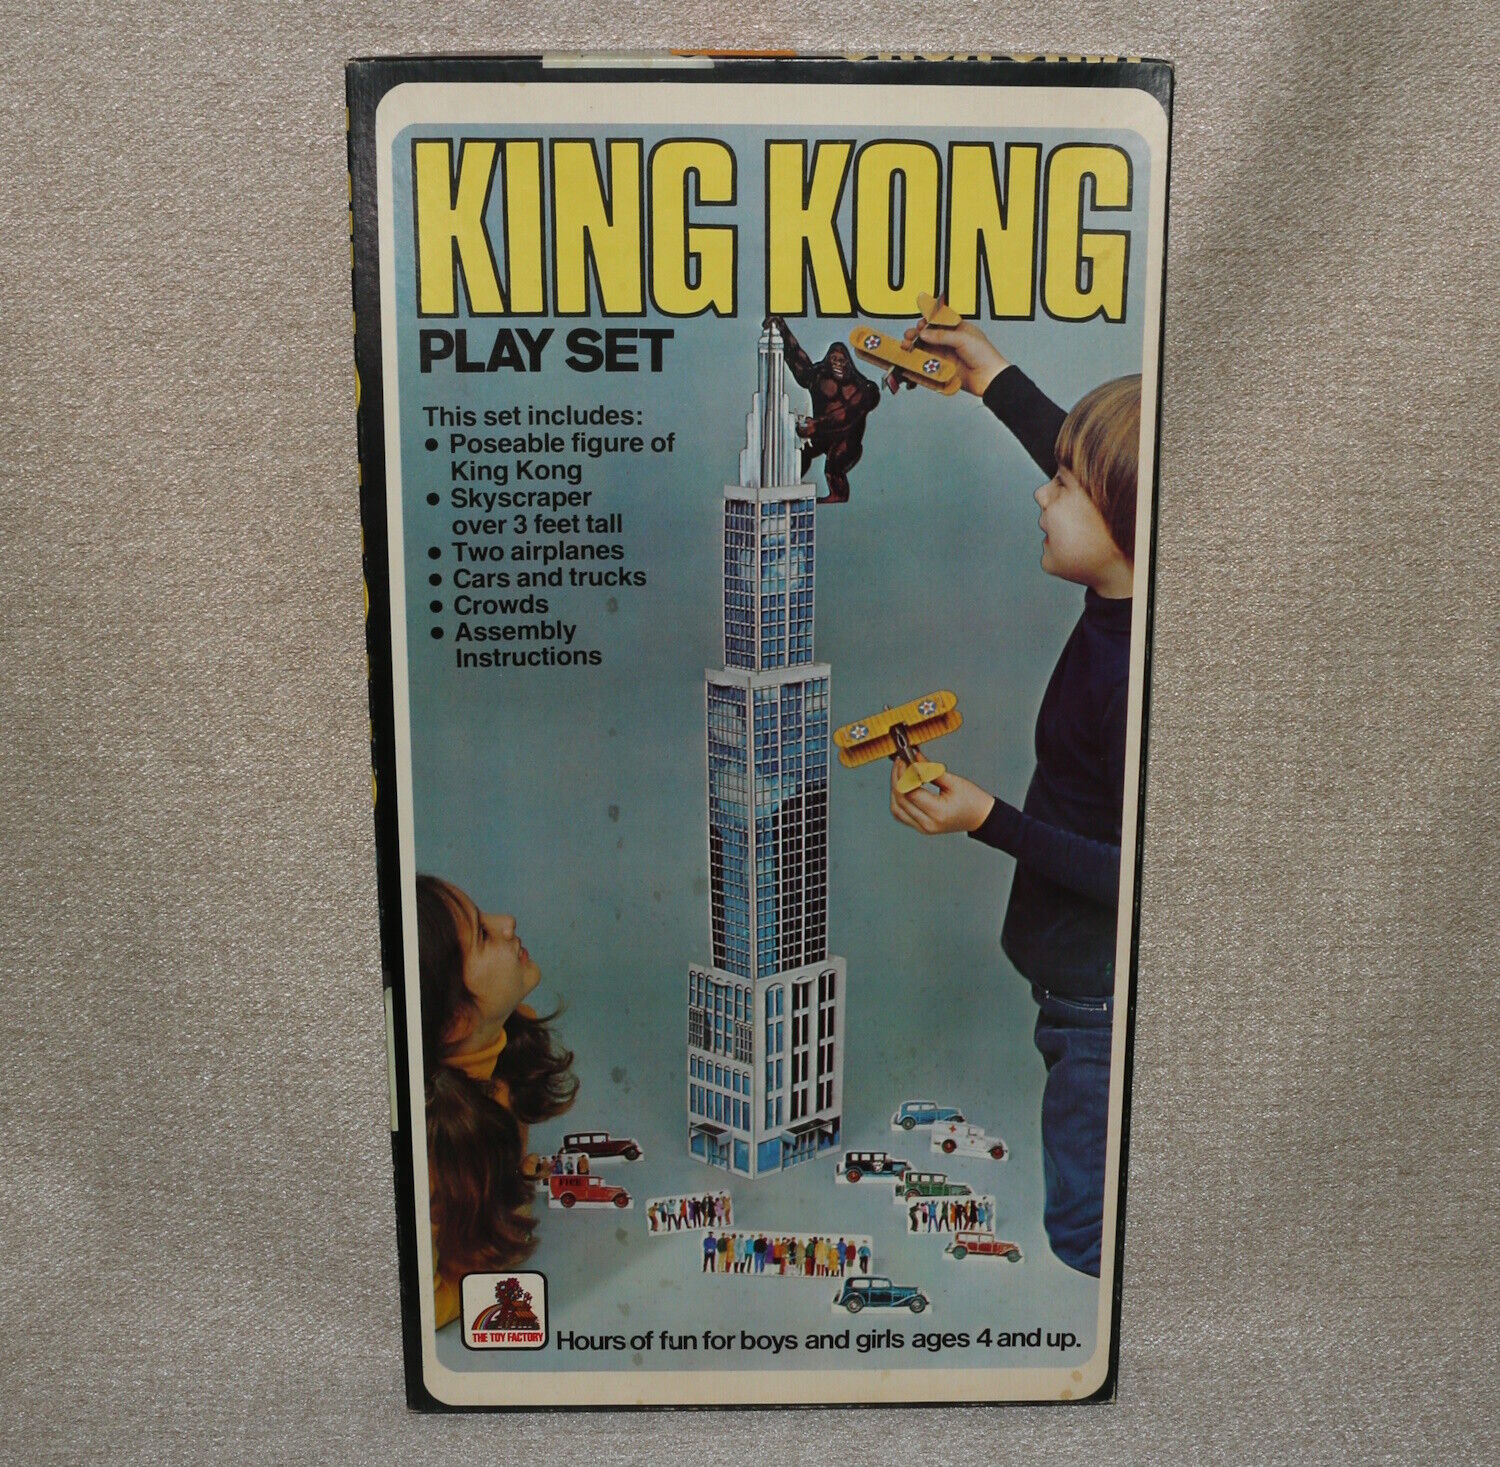 KING KONG
PLAY SET
This set includes:
• Poseable figure of
King Kong
• Skyscraper
over 3 feet tall
• Two airplanes
• Cars and trucks
• Crowds
• Assembly
Instructions
FIRE
THE TOY FACTORY
Hours of fun for boys and girls ages 4 and up.